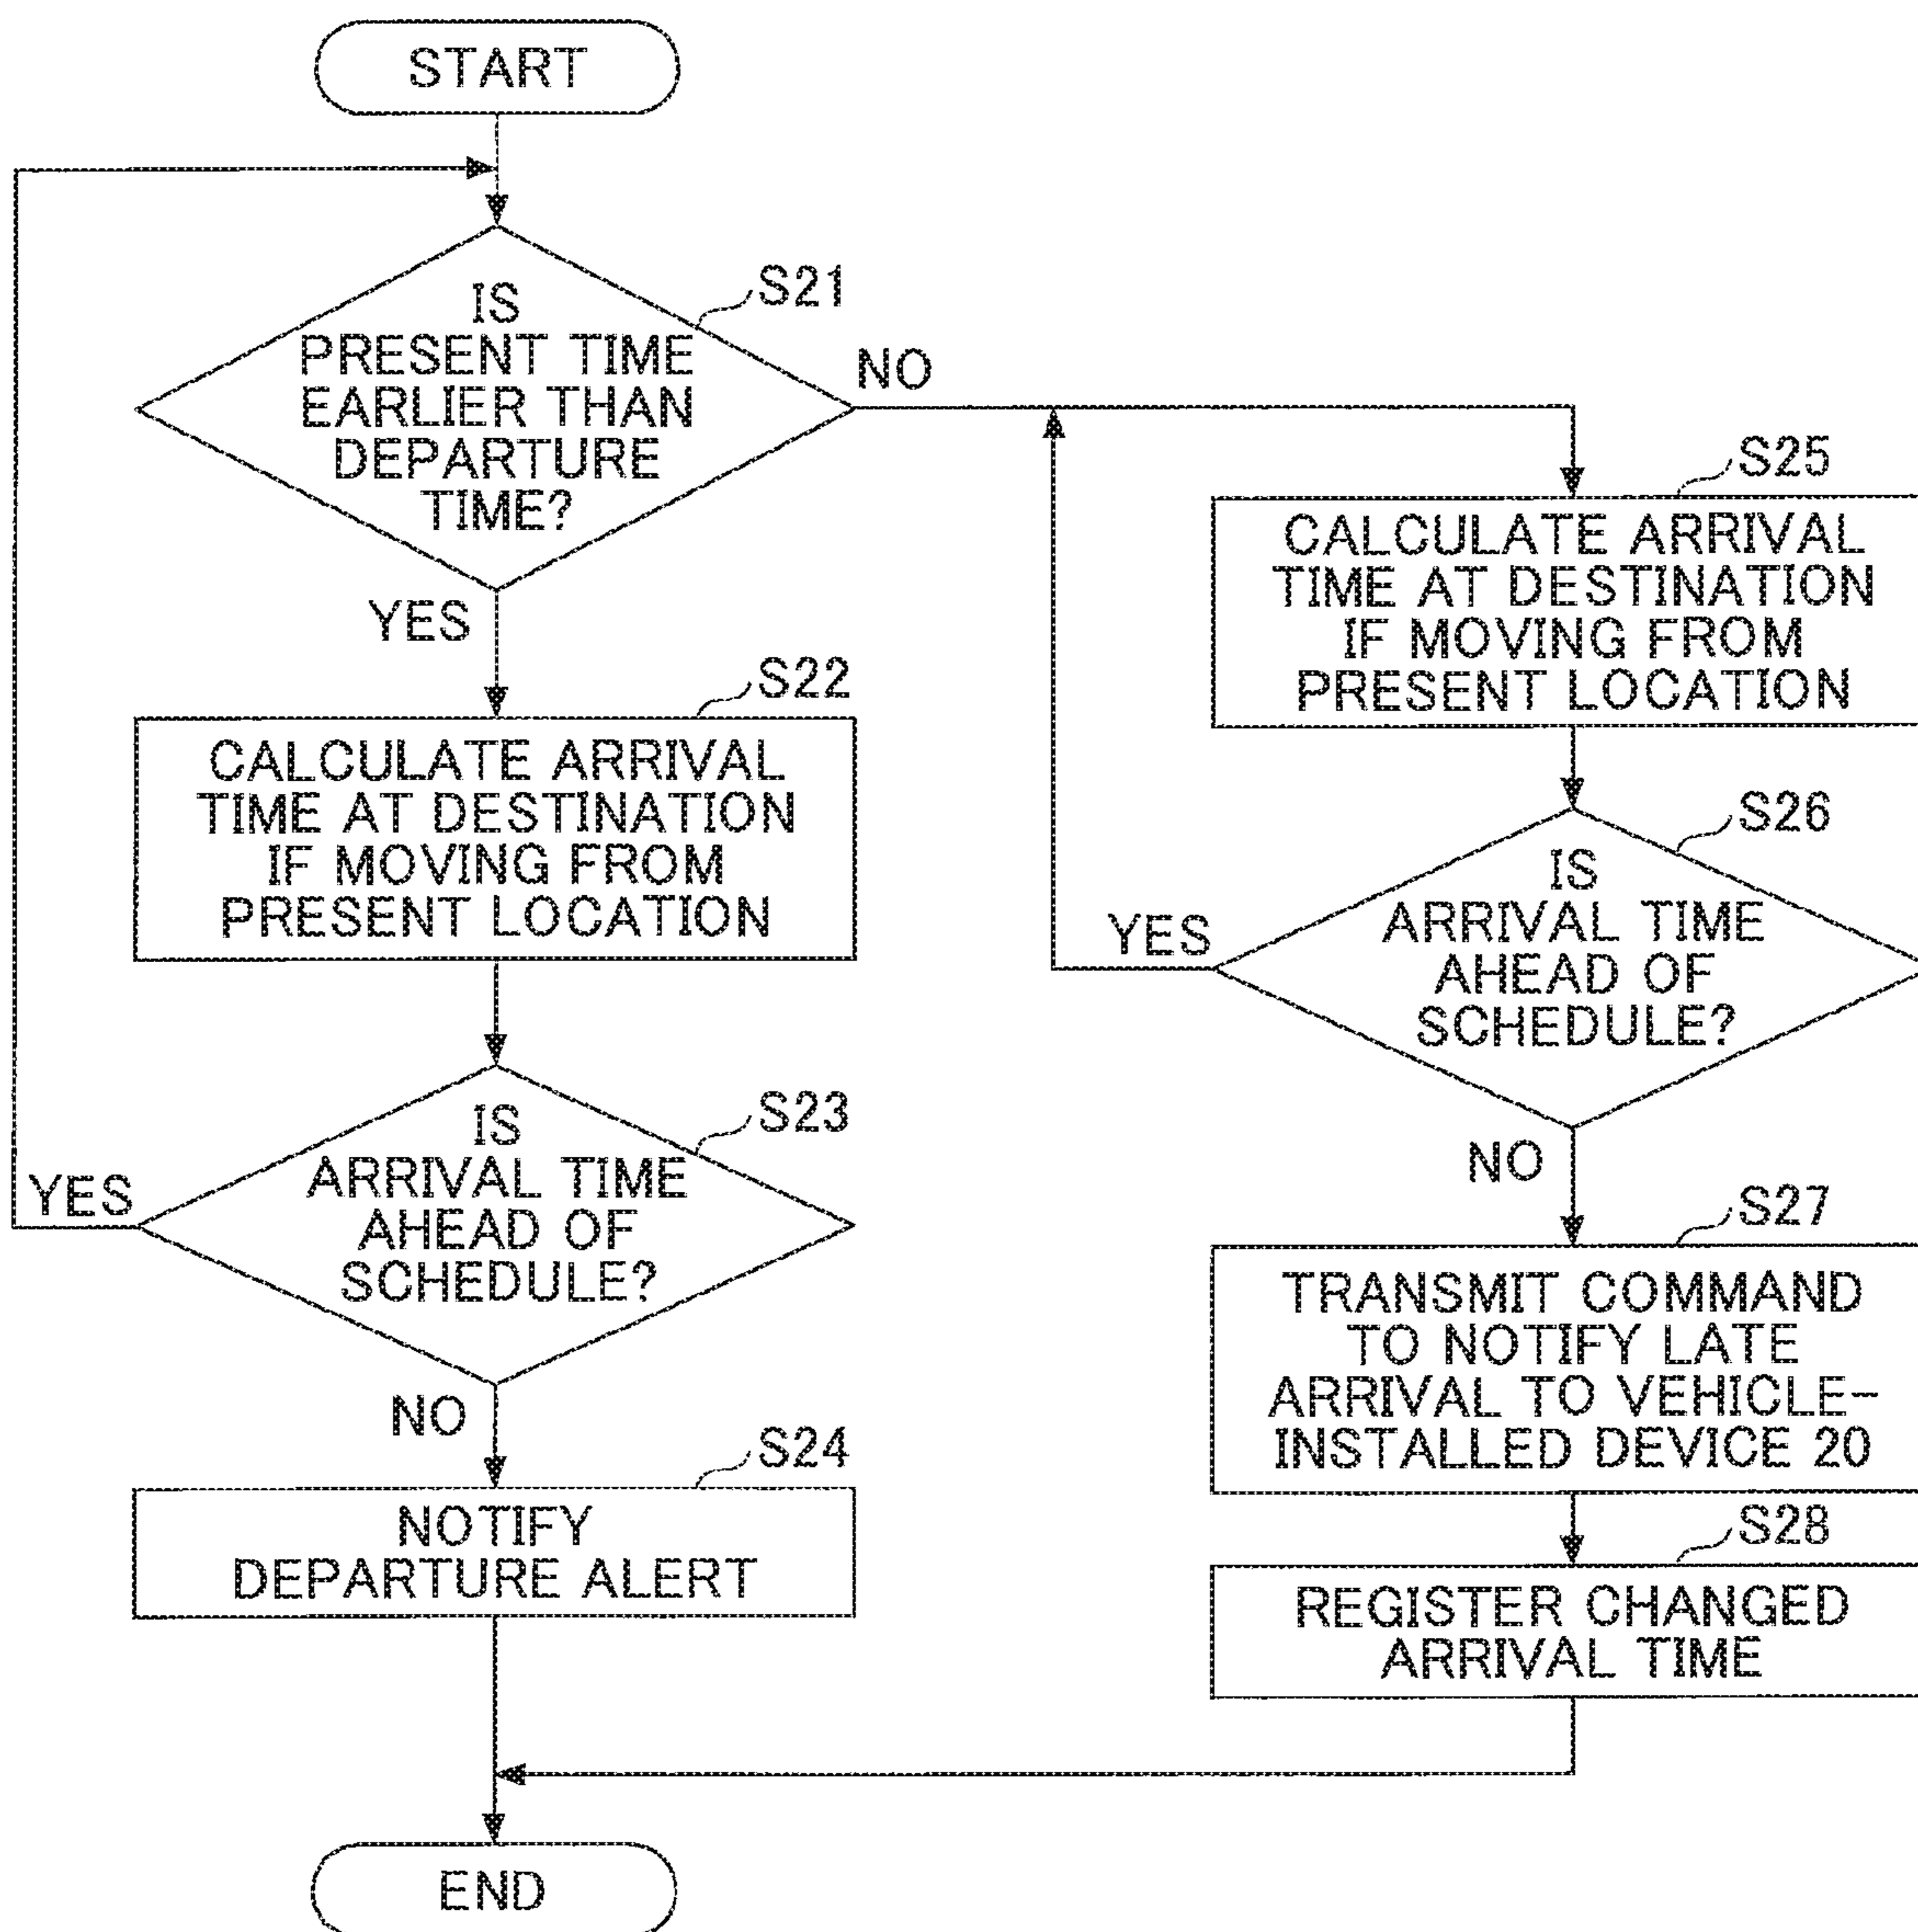 START
S21
IS
PRESENT TIME
EARLIER THAN
DEPARTURE
TIME?
NO
YES
S22
CALCULATE ARRIVAL
TIME AT DESTINATION
IF MOVING FROM
PRESENT LOCATION
S23
IS
ARRIVAL TIME
AHEAD OF
SCHEDULE?
YES
NO
S24
NOTIFY
DEPARTURE ALERT
S25
CALCULATE ARRIVAL
TIME AT DESTINATION
IF MOVING FROM
PRESENT LOCATION
S26
IS
ARRIVAL TIME
AHEAD OF
SCHEDULE?
YES
NO
S27
TRANSMIT COMMAND
TO NOTIFY LATE
ARRIVAL TO VEHICLE-
INSTALLED DEVICE 20
S28
REGISTER CHANGED
ARRIVAL TIME
END